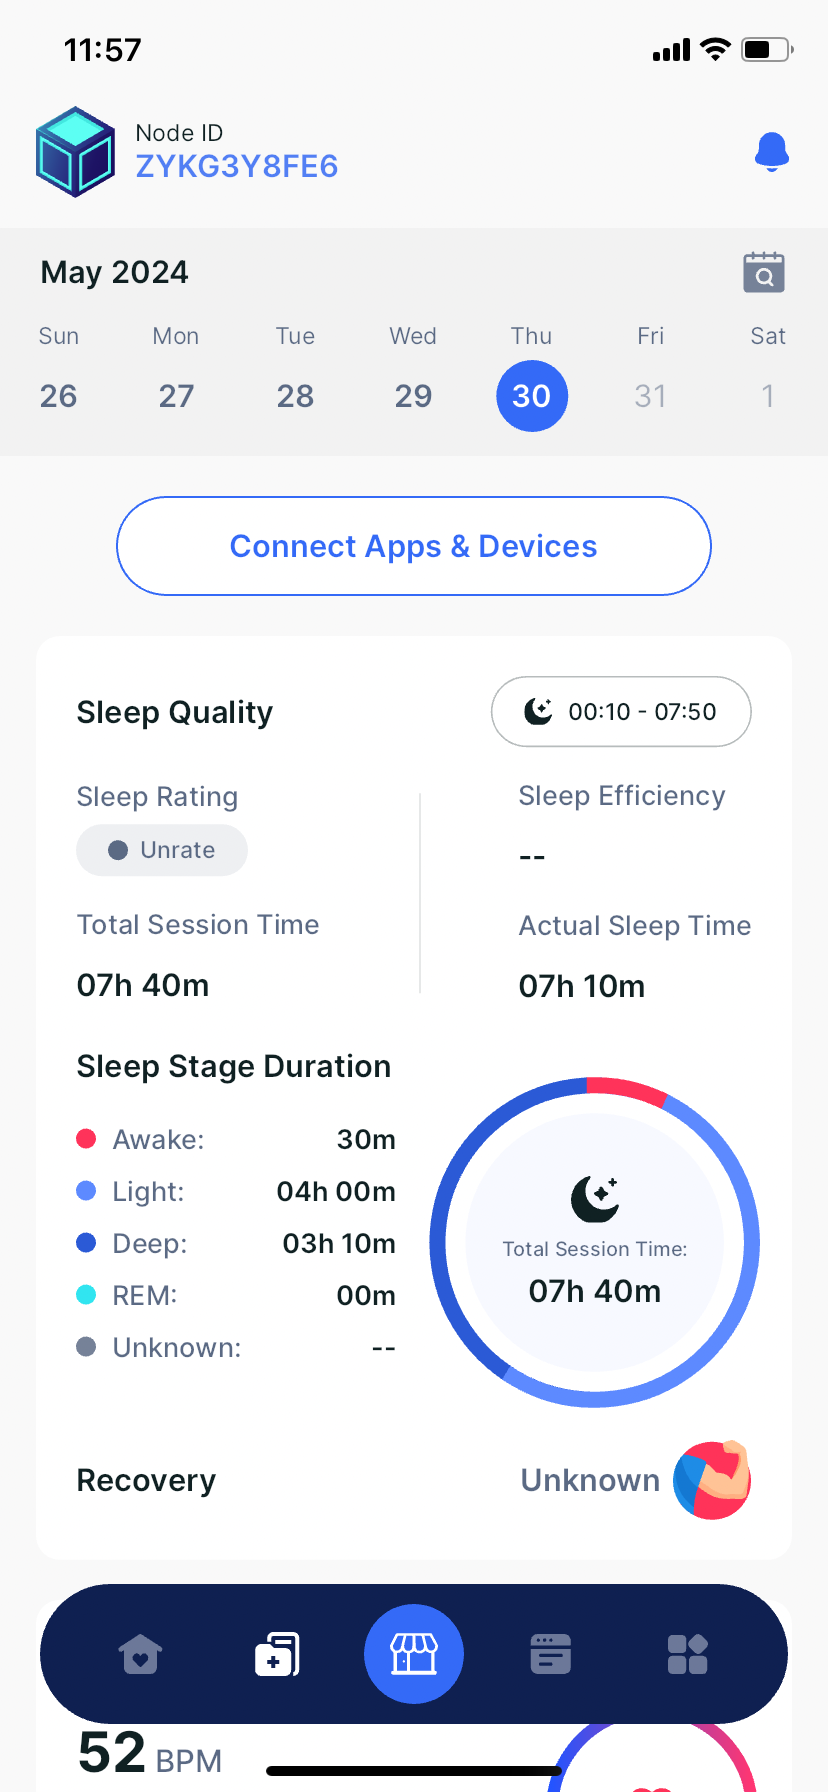 11:57
Node ID
ZYKG3Y8FE6
May 2024
Sun Mon Tue Wed Thu Fri Sat
26 27 28 29 30 31 1
Connect Apps & Devices
Sleep Quality
00:10 - 07:50
Sleep Rating
Unrate
Sleep Efficiency
--
Total Session Time
07h 40m
Actual Sleep Time
07h 10m
Sleep Stage Duration
Awake: 30m
Light: 04h 00m
Deep: 03h 10m
REM: 00m
Unknown: --
Total Session Time:
07h 40m
Recovery Unknown
52 BPM